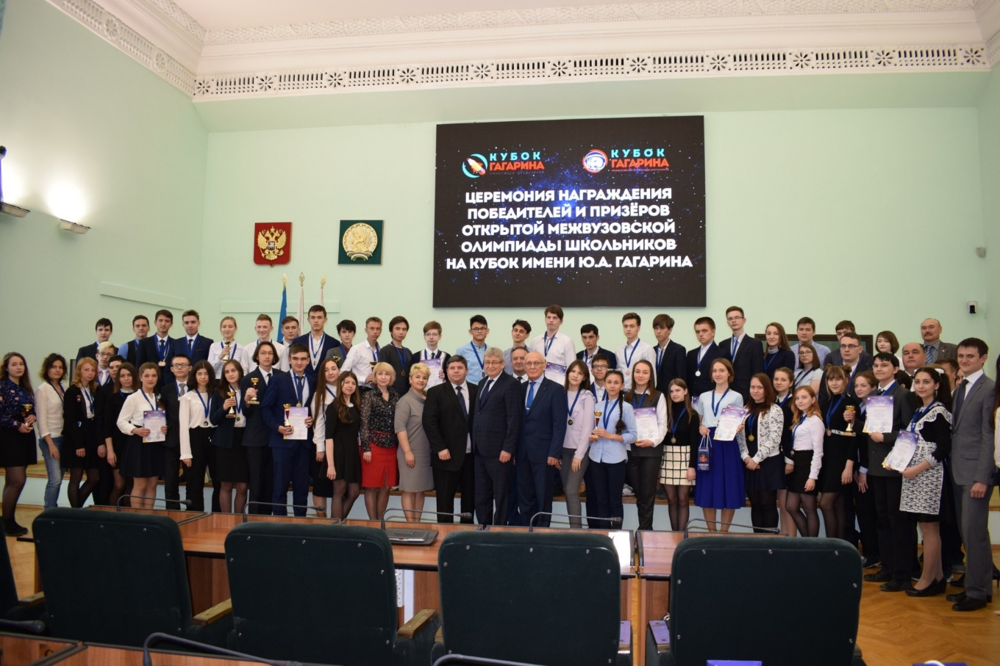 КУБОК
ГАГАРИНА
КУБОК
ГАГАРИНА
ЦЕРЕМОНИЯ НАГРАЖДЕНИЯ
ПОБЕДИТЕЛЕЙ И ПРИЗЁРОВ
ОТКРЫТОЙ МЕЖВУЗОВСКОЙ
ОЛИМПИАДЫ ШКОЛЬНИКОВ
НА КУБОК ИМЕНИ Ю.А. ГАГАРИНА